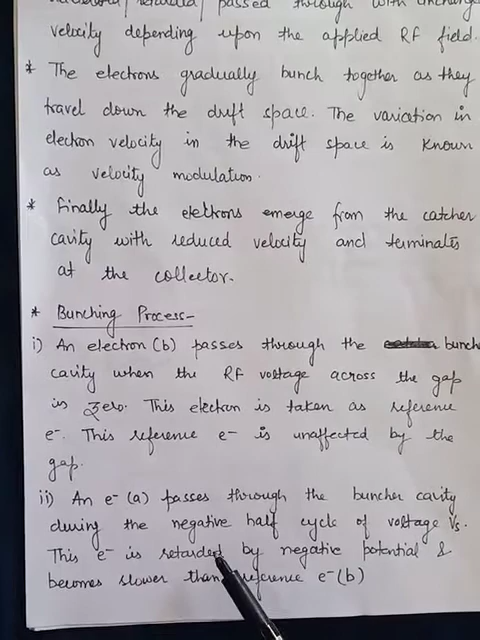 passed through with
velocity depending upon the applied RF field.
* The electrons gradually bunch together as they
travel down the drift space. The variation in
electron velocity in the drift space is known
as velocity modulation.
* Finally the elektrons emerge from the catcher
cavity with reduced velocity and terminates
at the collector.
* Bunching Process-
i) An electron (b) passes through the bunch
cavity when the RF voltage across the gap
is zero. This electron is taken as reference
e-. This reference e- is unaffected by the
gap.
ii) An e- (a) passes through the buncher cavity
during the negative half cycle of voltage Vs.
This e- is retarded by negative potential &
becomes slower than reference e- (b)